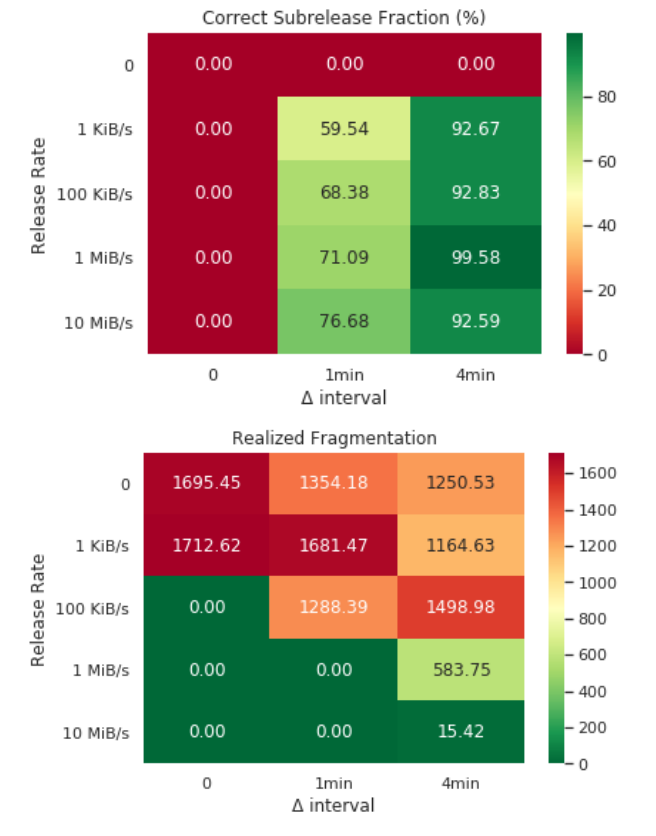 Correct Subrelease Fraction (%)
0 0.00 0.00 0.00
1 KiB/s 0.00 59.54 92.67
100 KiB/s 0.00 68.38 92.83
1 MiB/s 0.00 71.09 99.58
10 MiB/s 0.00 76.68 92.59
Release Rate
0 1min 4min
Δ interval
80
60
40
20
0
Realized Fragmentation
0 1695.45 1354.18 1250.53
1 KiB/s 1712.62 1681.47 1164.63
100 KiB/s 0.00 1288.39 1498.98
1 MiB/s 0.00 0.00 583.75
10 MiB/s 0.00 0.00 15.42
Release Rate
0 1min 4min
Δ interval
1600
1400
1200
1000
800
600
400
200
0